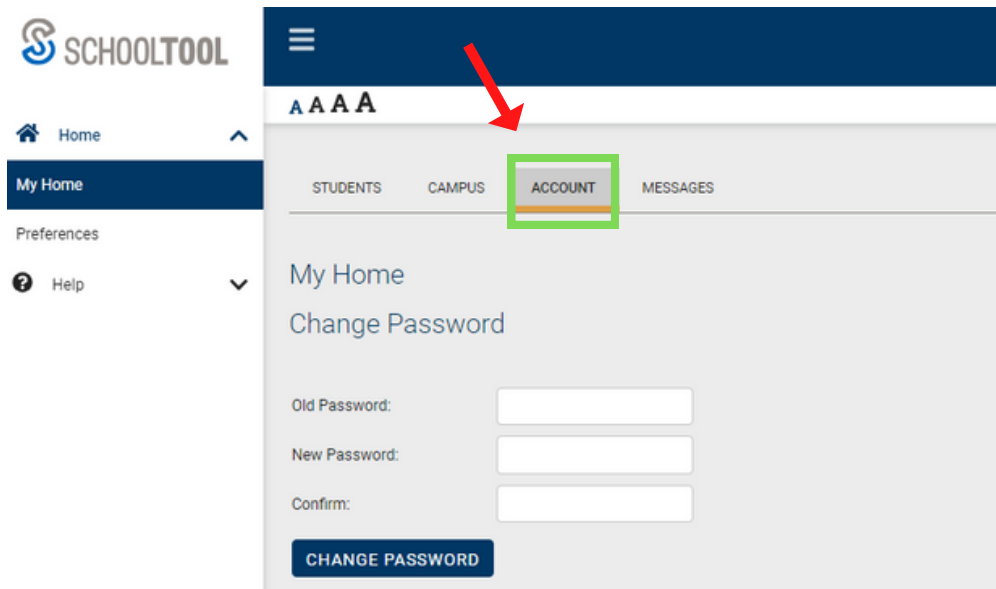 SCHOOLTOOL
A A A A
Home
My Home
Preferences
Help
STUDENTS CAMPUS ACCOUNT MESSAGES
My Home
Change Password
Old Password:
New Password:
Confirm:
CHANGE PASSWORD